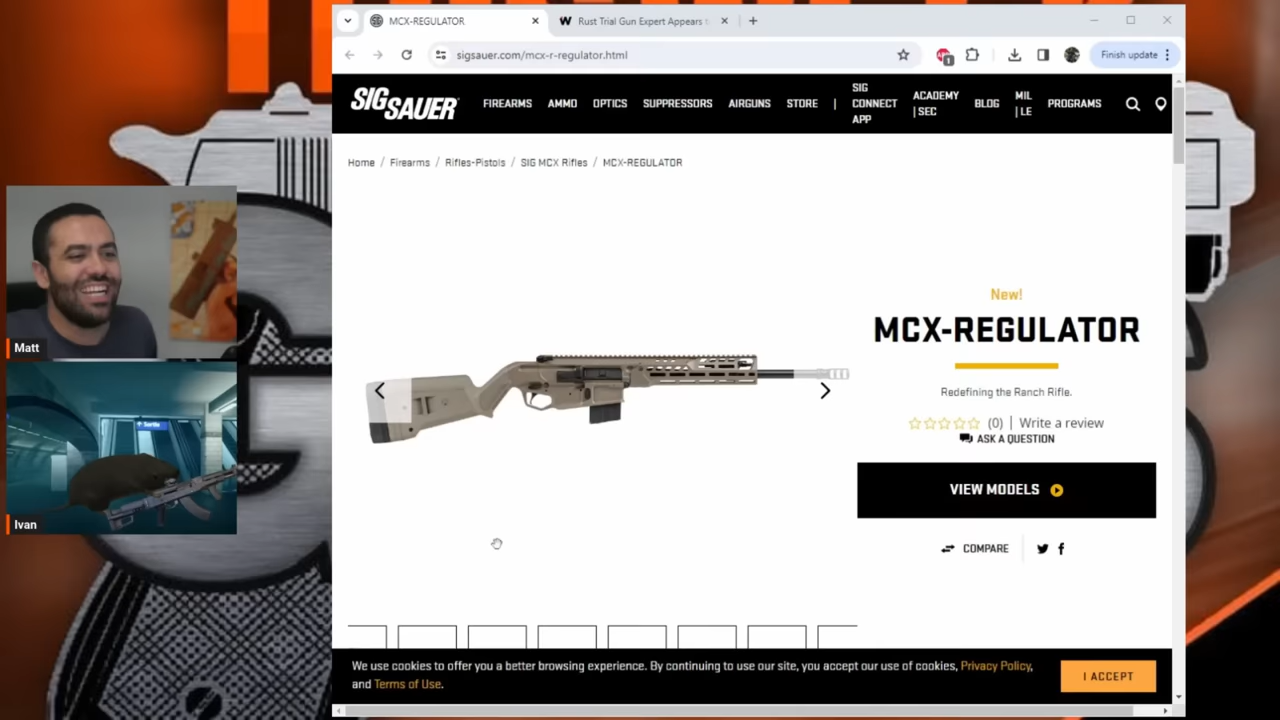 MCX-REGULATOR
Rust Trial Gun Expert Appears t
sigsauer.com/mcx-r-regulator.html
1
Finish update
SIG SAUER
FIREARMS
AMMO
OPTICS
SUPPRESSORS
AIRGUNS
STORE
|
SIG CONNECT APP
ACADEMY | SEC
BLOG
MIL | LE
PROGRAMS
Home / Firearms / Rifles-Pistols / SIG MCX Rifles / MCX-REGULATOR
New!
MCX-REGULATOR
Redefining the Ranch Rifle.
(0) | Write a review
ASK A QUESTION
VIEW MODELS
COMPARE
Matt
Sortie
Ivan
We use cookies to offer you a better browsing experience. By continuing to use our site, you accept our use of cookies, Privacy Policy,
and Terms of Use.
I ACCEPT